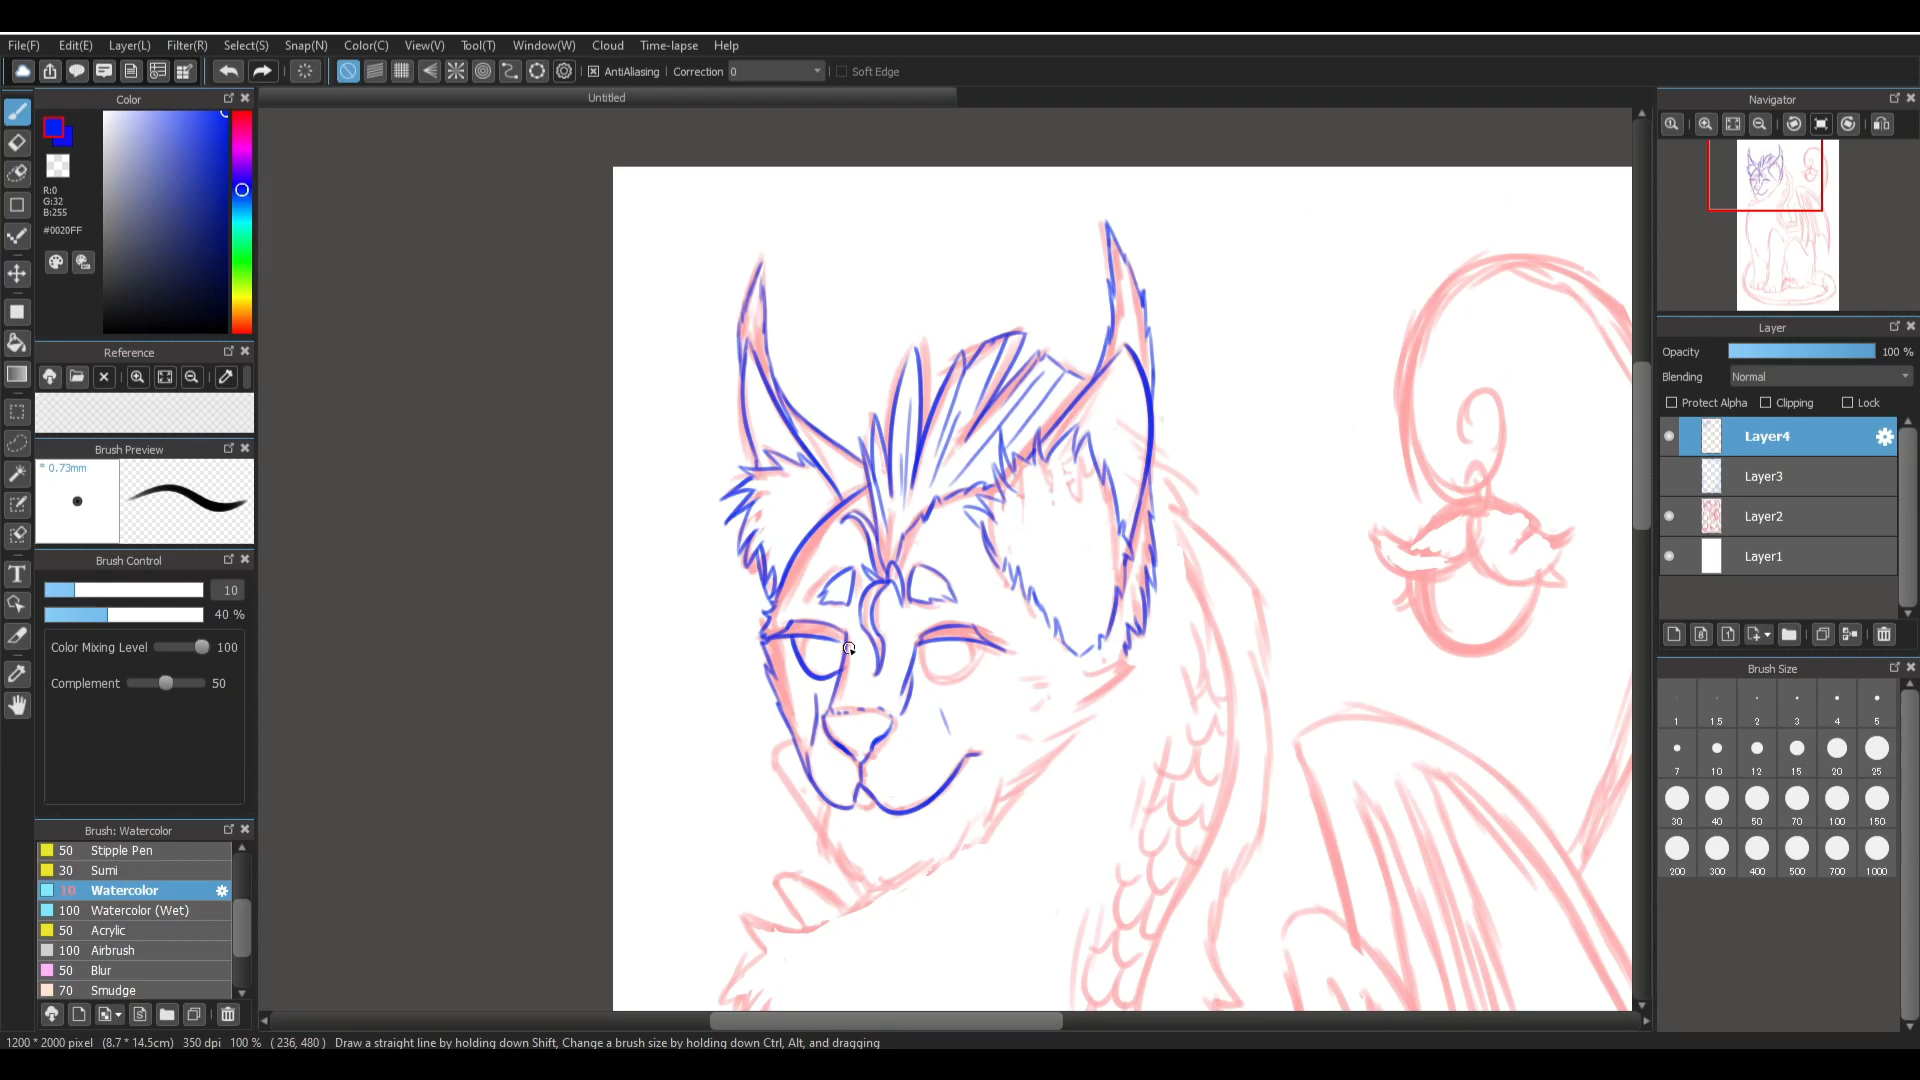 File(F) Edit(E) Layer(L) Filter(R) Select(S) Snap(N) Color(C) View(V) Tool(T) Window(W) Cloud Time-lapse Help
AntiAliasing Correction 0 Soft Edge
Color
R:0
G:32
B:255
#0020FF
Reference
Brush Preview
* 0.73mm
Brush Control
10
40 %
Color Mixing Level 100
Complement 50
Brush: Watercolor
50 Stipple Pen
30 Sumi
10 Watercolor
100 Watercolor (Wet)
50 Acrylic
100 Airbrush
50 Blur
70 Smudge
Untitled
Navigator
Layer
Opacity 100 %
Blending Normal
Protect Alpha Clipping Lock
Layer4
Layer3
Layer2
Layer1
Brush Size
1 1.5 2 3 4 5
7 10 12 15 20 25
30 40 50 70 100 150
200 300 400 500 700 1000
1200 * 2000 pixel (8.7 * 14.5cm) 350 dpi 100 % ( 236, 480 ) Draw a straight line by holding down Shift, Change a brush size by holding down Ctrl, Alt, and dragging